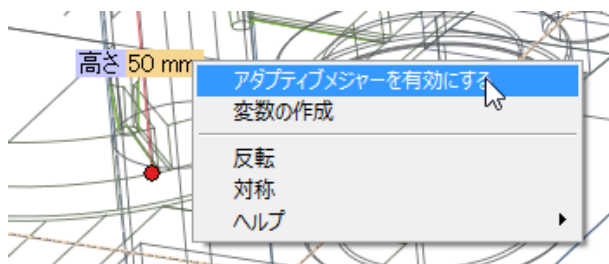 高さ 50 mm
アダプティブメジャーを有効にする
変数の作成
反転
対称
ヘルプ